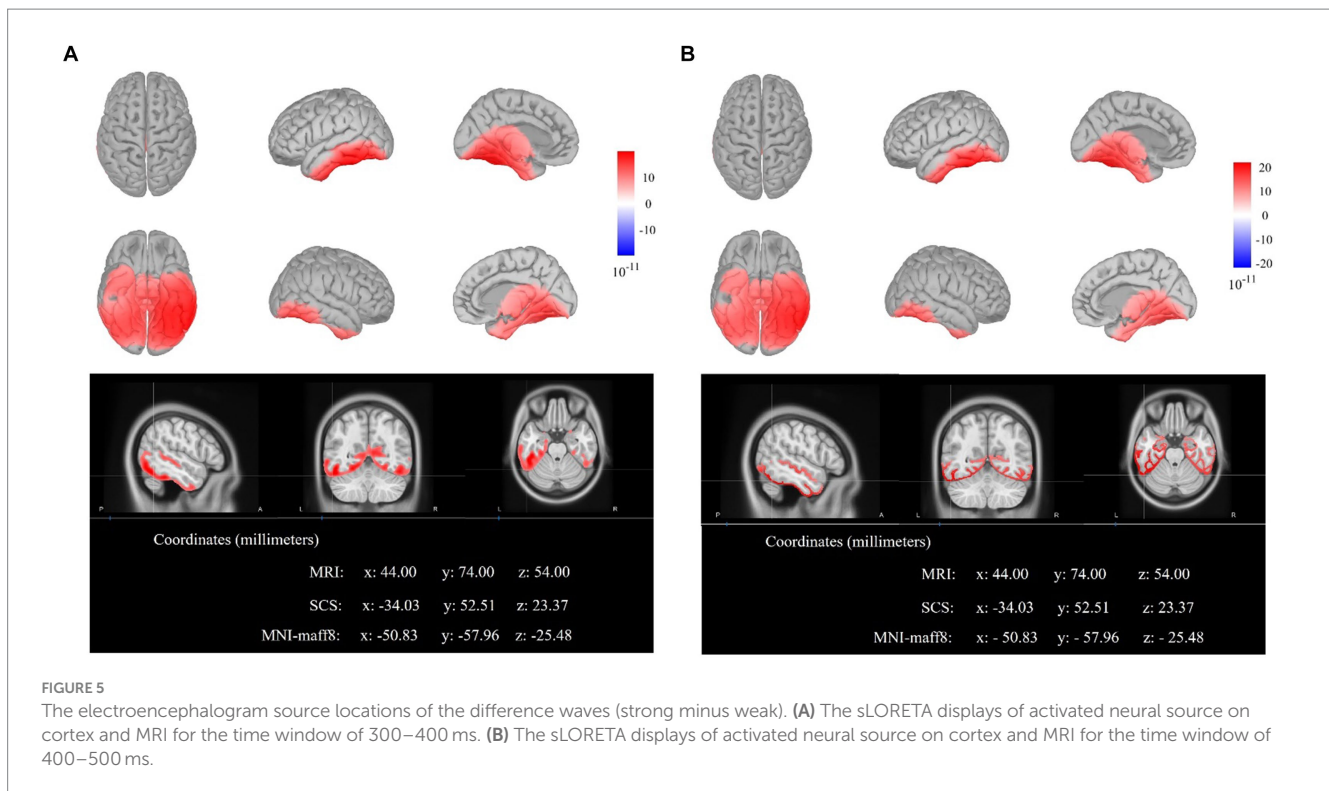 A
10
0
-10
10-11
P
A
L
R
L
R
Coordinates (millimeters)
MRI: x: 44.00 y: 74.00 z: 54.00
SCS: x: -34.03 y: 52.51 z: 23.37
MNI-maff8: x: -50.83 y: -57.96 z: -25.48
B
20
10
0
-10
-20
10-11
P
A
L
R
L
R
Coordinates (millimeters)
MRI: x: 44.00 y: 74.00 z: 54.00
SCS: x: -34.03 y: 52.51 z: 23.37
MNI-maff8: x: - 50.83 y: - 57.96 z: - 25.48
FIGURE 5
The electroencephalogram source locations of the difference waves (strong minus weak). (A) The sLORETA displays of activated neural source on
cortex and MRI for the time window of 300–400 ms. (B) The sLORETA displays of activated neural source on cortex and MRI for the time window of
400–500 ms.